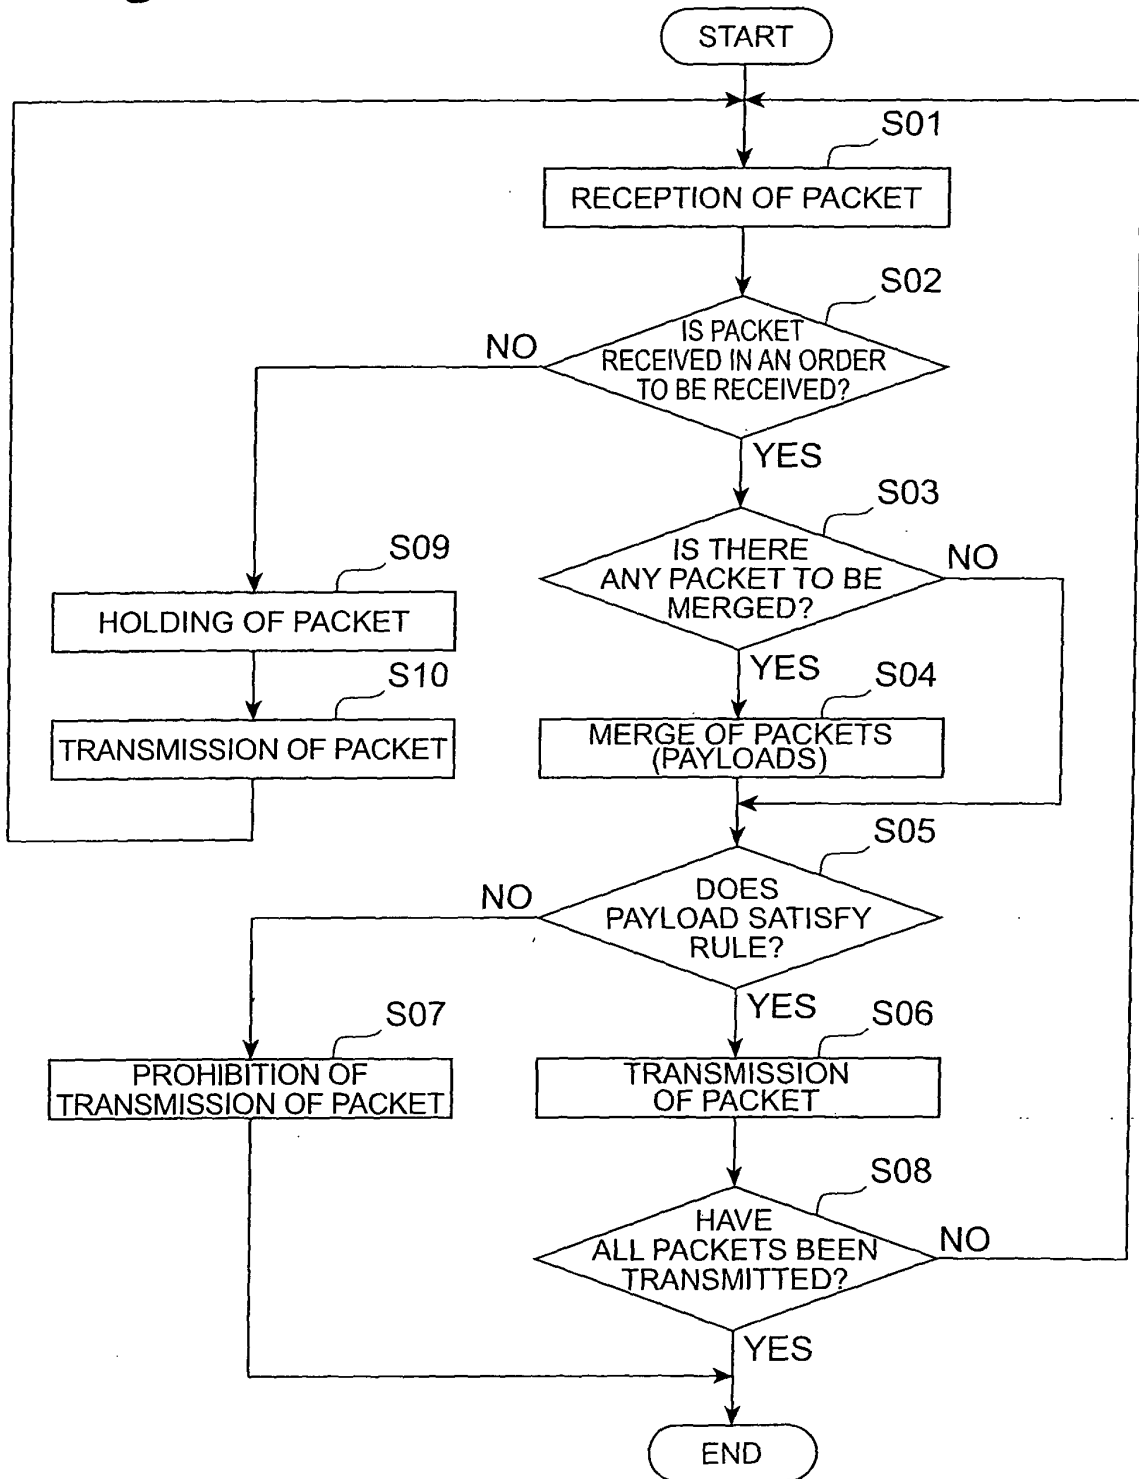 START
S01
RECEPTION OF PACKET
S02
IS PACKET
RECEIVED IN AN ORDER
TO BE RECEIVED?
NO
YES
S03
IS THERE
ANY PACKET TO BE
MERGED?
NO
YES
S09
HOLDING OF PACKET
S10
TRANSMISSION OF PACKET
S04
MERGE OF PACKETS
(PAYLOADS)
S05
DOES
PAYLOAD SATISFY
RULE?
NO
YES
S07
PROHIBITION OF
TRANSMISSION OF PACKET
S06
TRANSMISSION
OF PACKET
S08
HAVE
ALL PACKETS BEEN
TRANSMITTED?
NO
YES
END